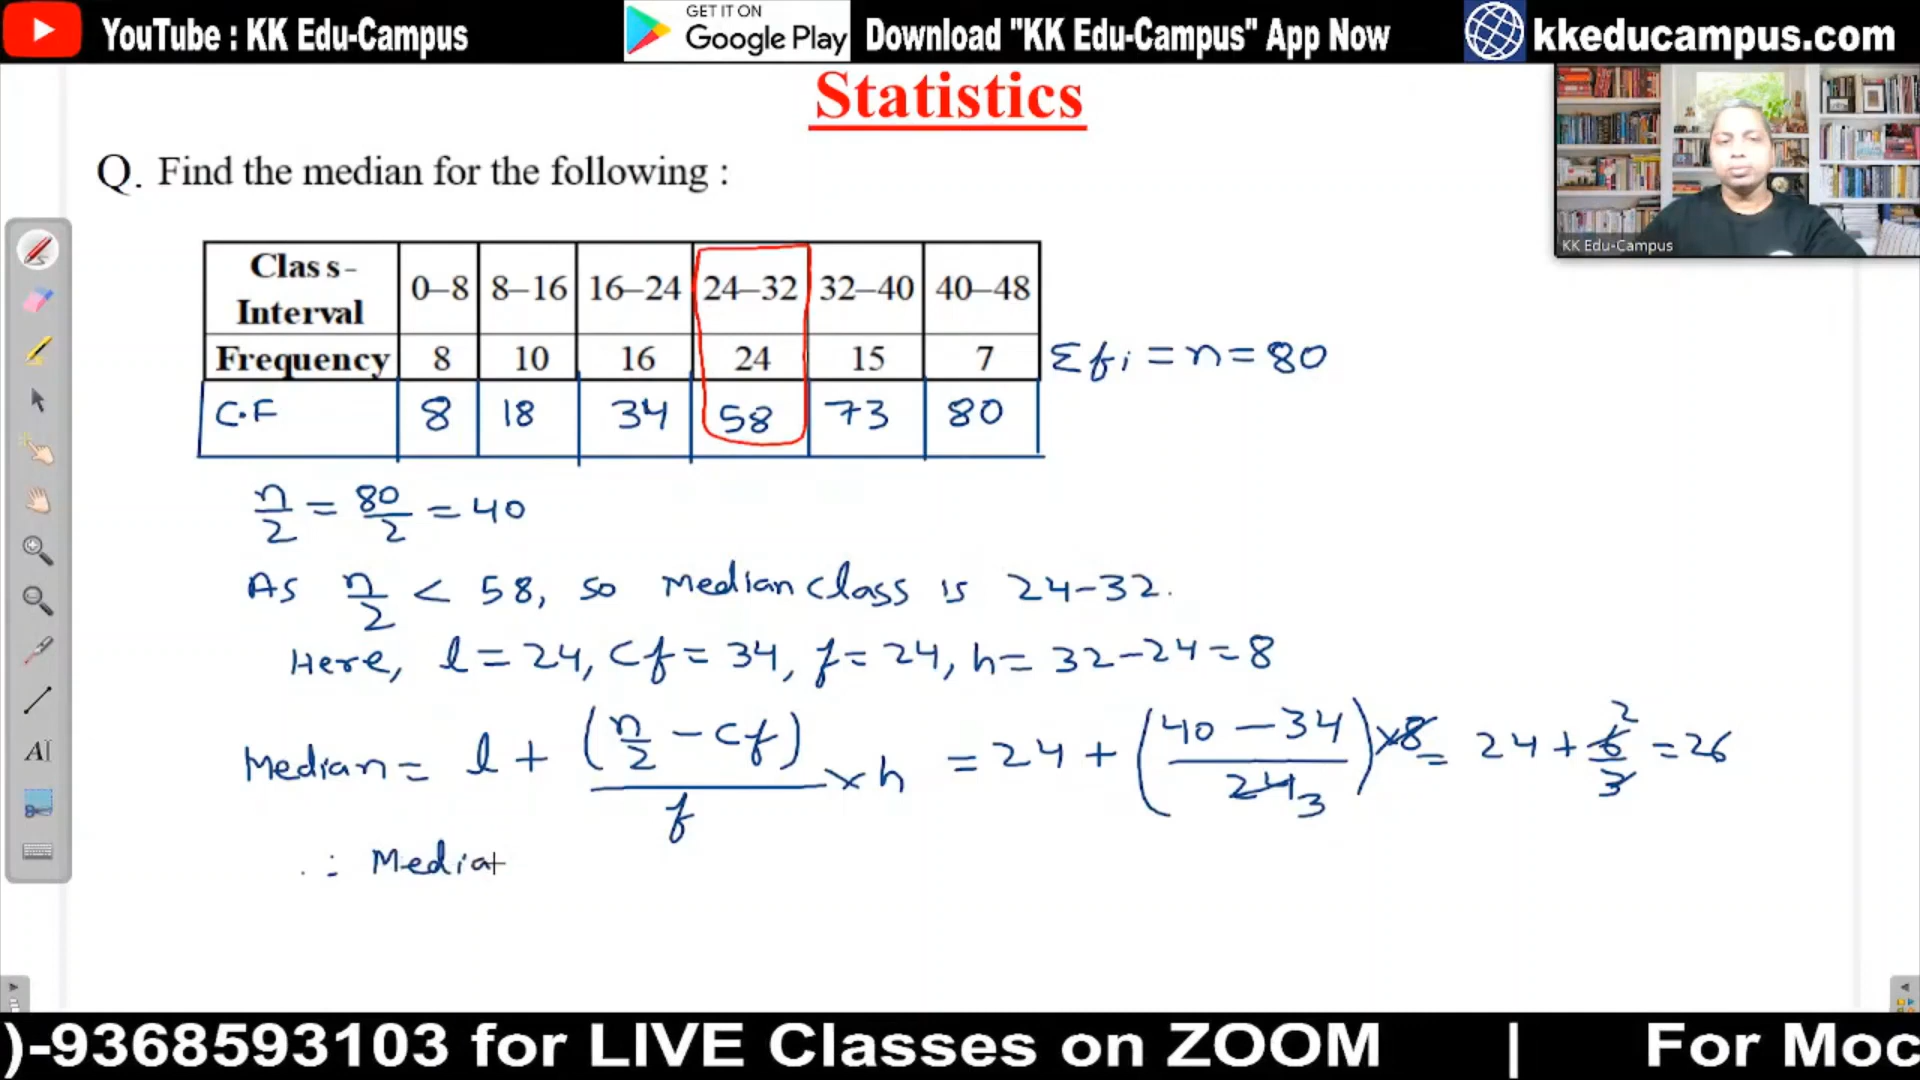 YouTube : KK Edu-Campus
GET IT ON
Google Play
Download "KK Edu-Campus" App Now
kkeducampus.com
Statistics
KK Edu-Campus
Q. Find the median for the following :
Class-Interval 0–8 8–16 16–24 24–32 32–40 40–48
Frequency 8 10 16 24 15 7 Σfi = n = 80
C.F 8 18 34 58 73 80
n/2 = 80/2 = 40
As n/2 < 58, so Median class is 24-32.
Here, l = 24, cf = 34, f = 24, h = 32-24 = 8
Median = l + (n/2 - cf)/f × h = 24 + (40 - 34/24 3) × 8 = 24 + 6 2/3 = 26
∴ Media
)-9368593103 for LIVE Classes on ZOOM | For Moc